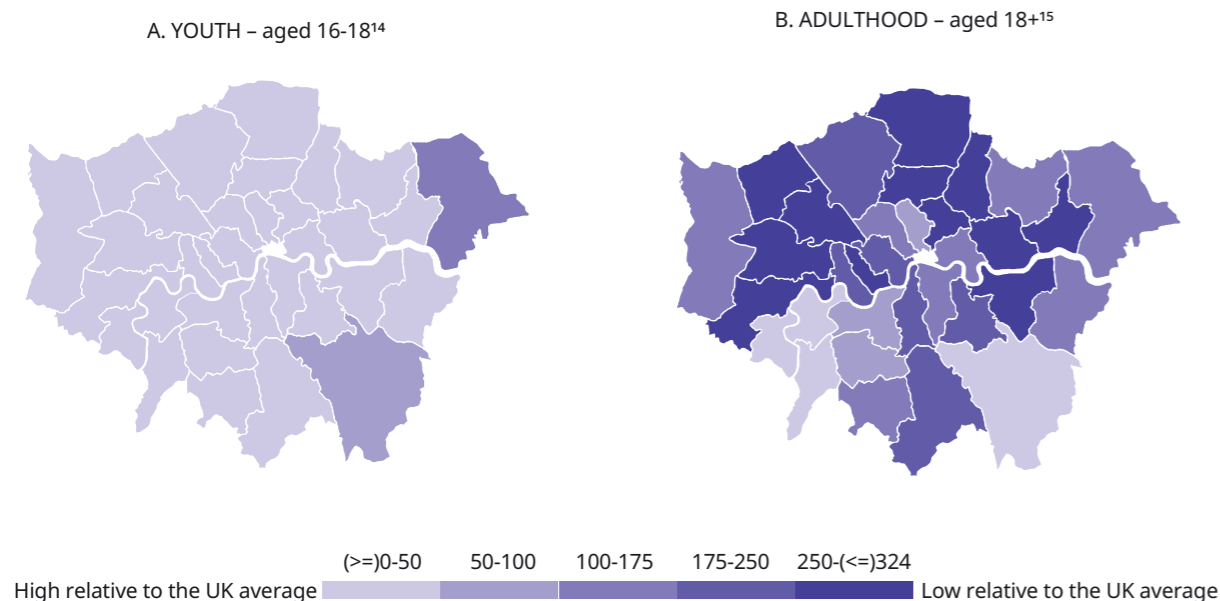 A. YOUTH – aged 16-18¹⁴
B. ADULTHOOD – aged 18+¹⁵
(>=)0-50 50-100 100-175 175-250 250-(<=)324
High relative to the UK average Low relative to the UK average